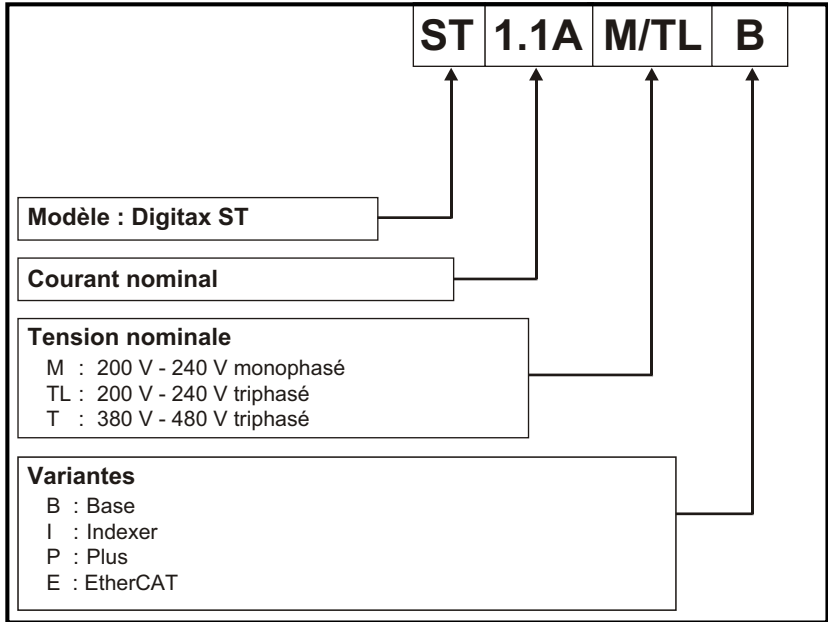 ST 1.1A M/TL B
Modèle : Digitax ST
Courant nominal
Tension nominale
M : 200 V - 240 V monophasé
TL : 200 V - 240 V triphasé
T : 380 V - 480 V triphasé
Variantes
B : Base
I : Indexer
P : Plus
E : EtherCAT